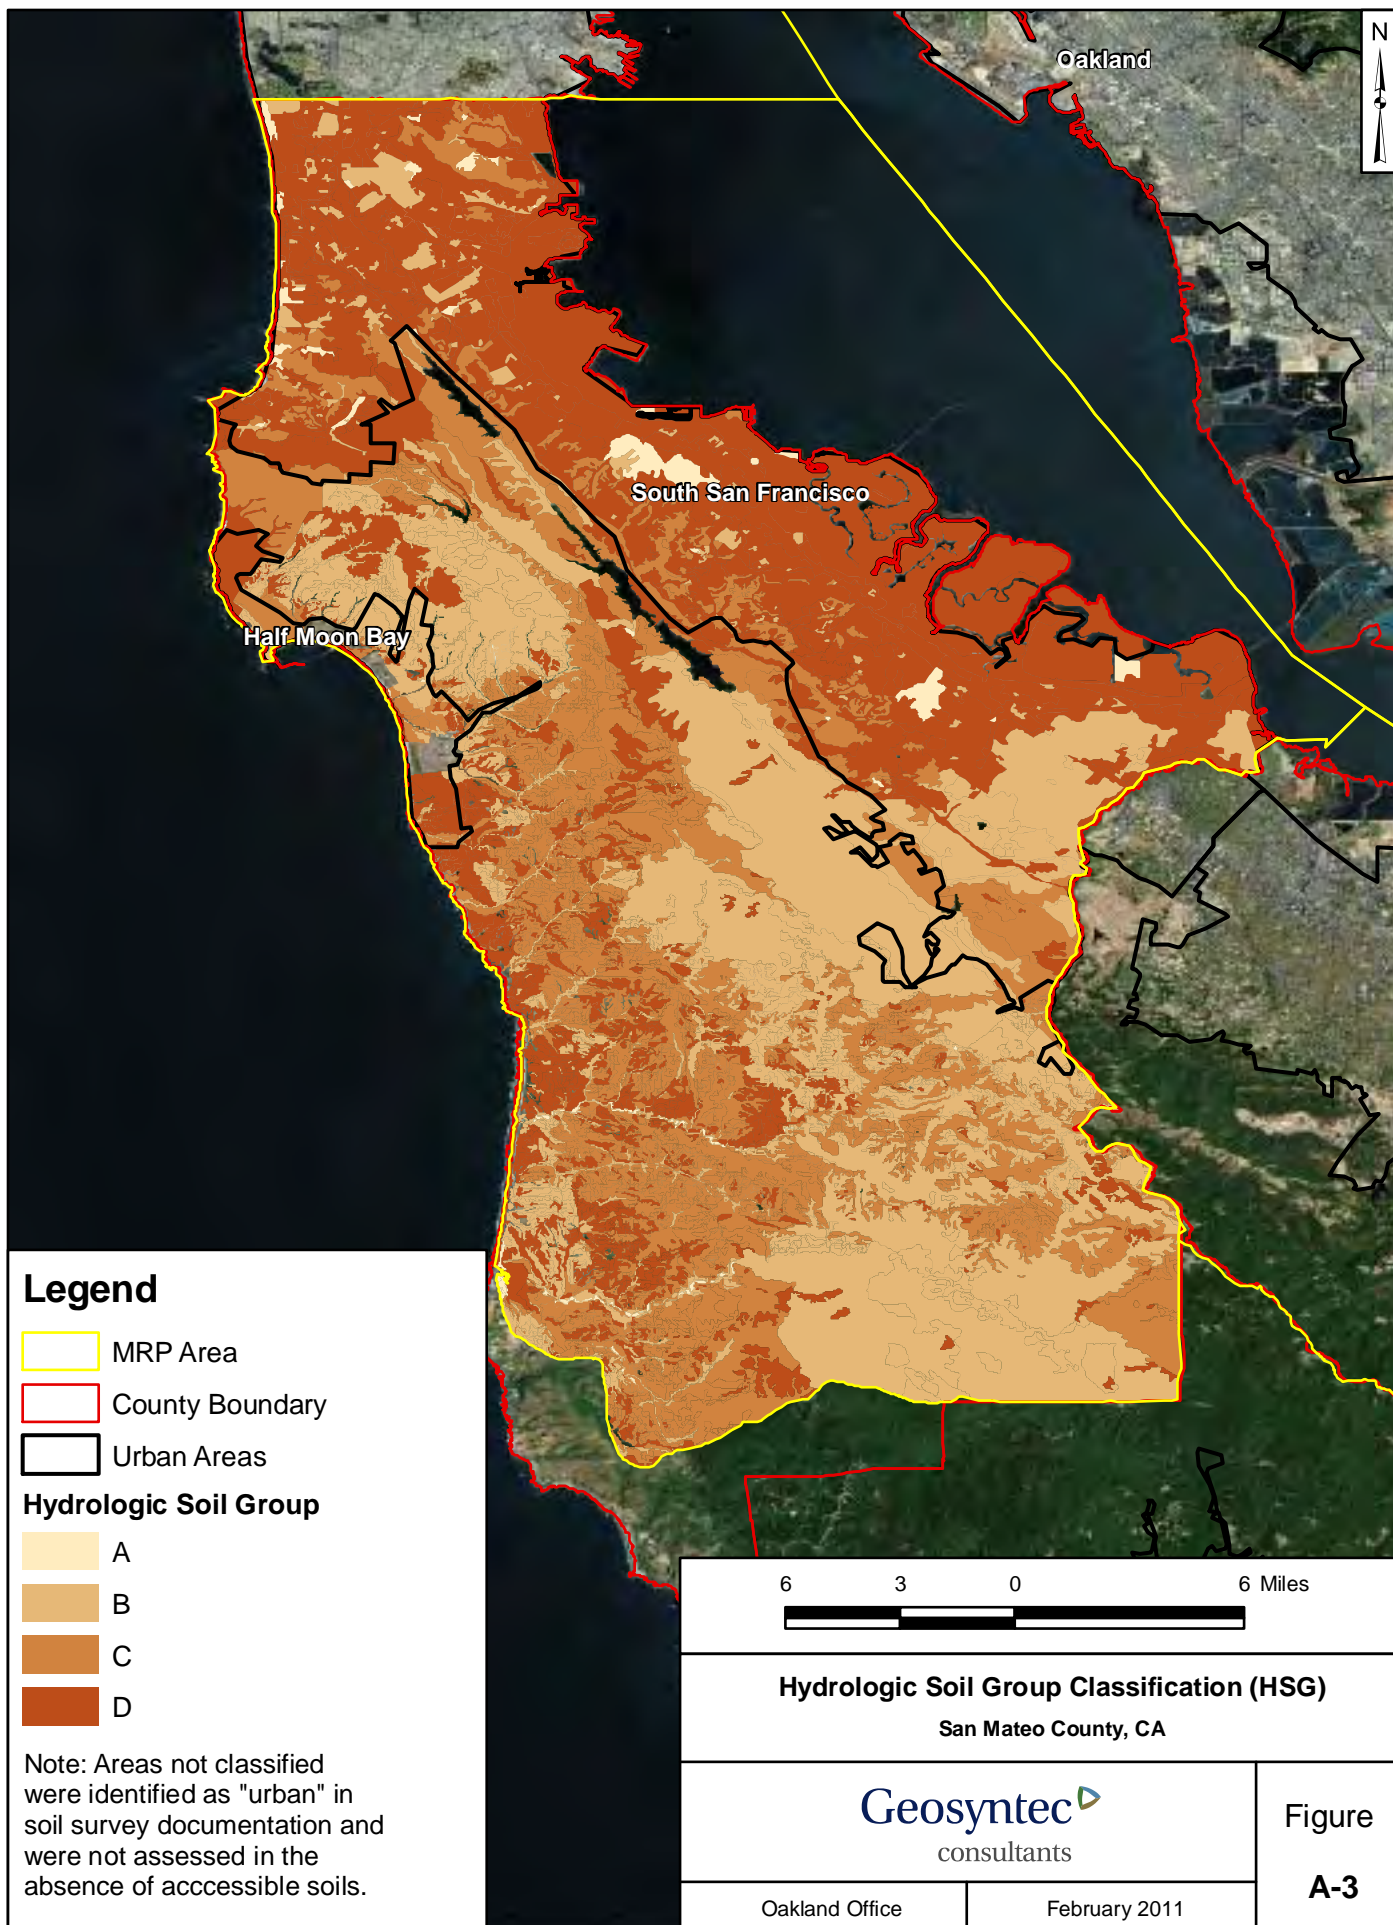 N
Oakland
South San Francisco
Half Moon Bay
Legend
MRP Area
County Boundary
Urban Areas
Hydrologic Soil Group
A
B
C
D
Note: Areas not classified
were identified as "urban" in
soil survey documentation and
were not assessed in the
absence of acccessible soils.
6 3 0 6 Miles
Hydrologic Soil Group Classification (HSG)
San Mateo County, CA
Geosyntec
consultants
Figure
A-3
Oakland Office
February 2011